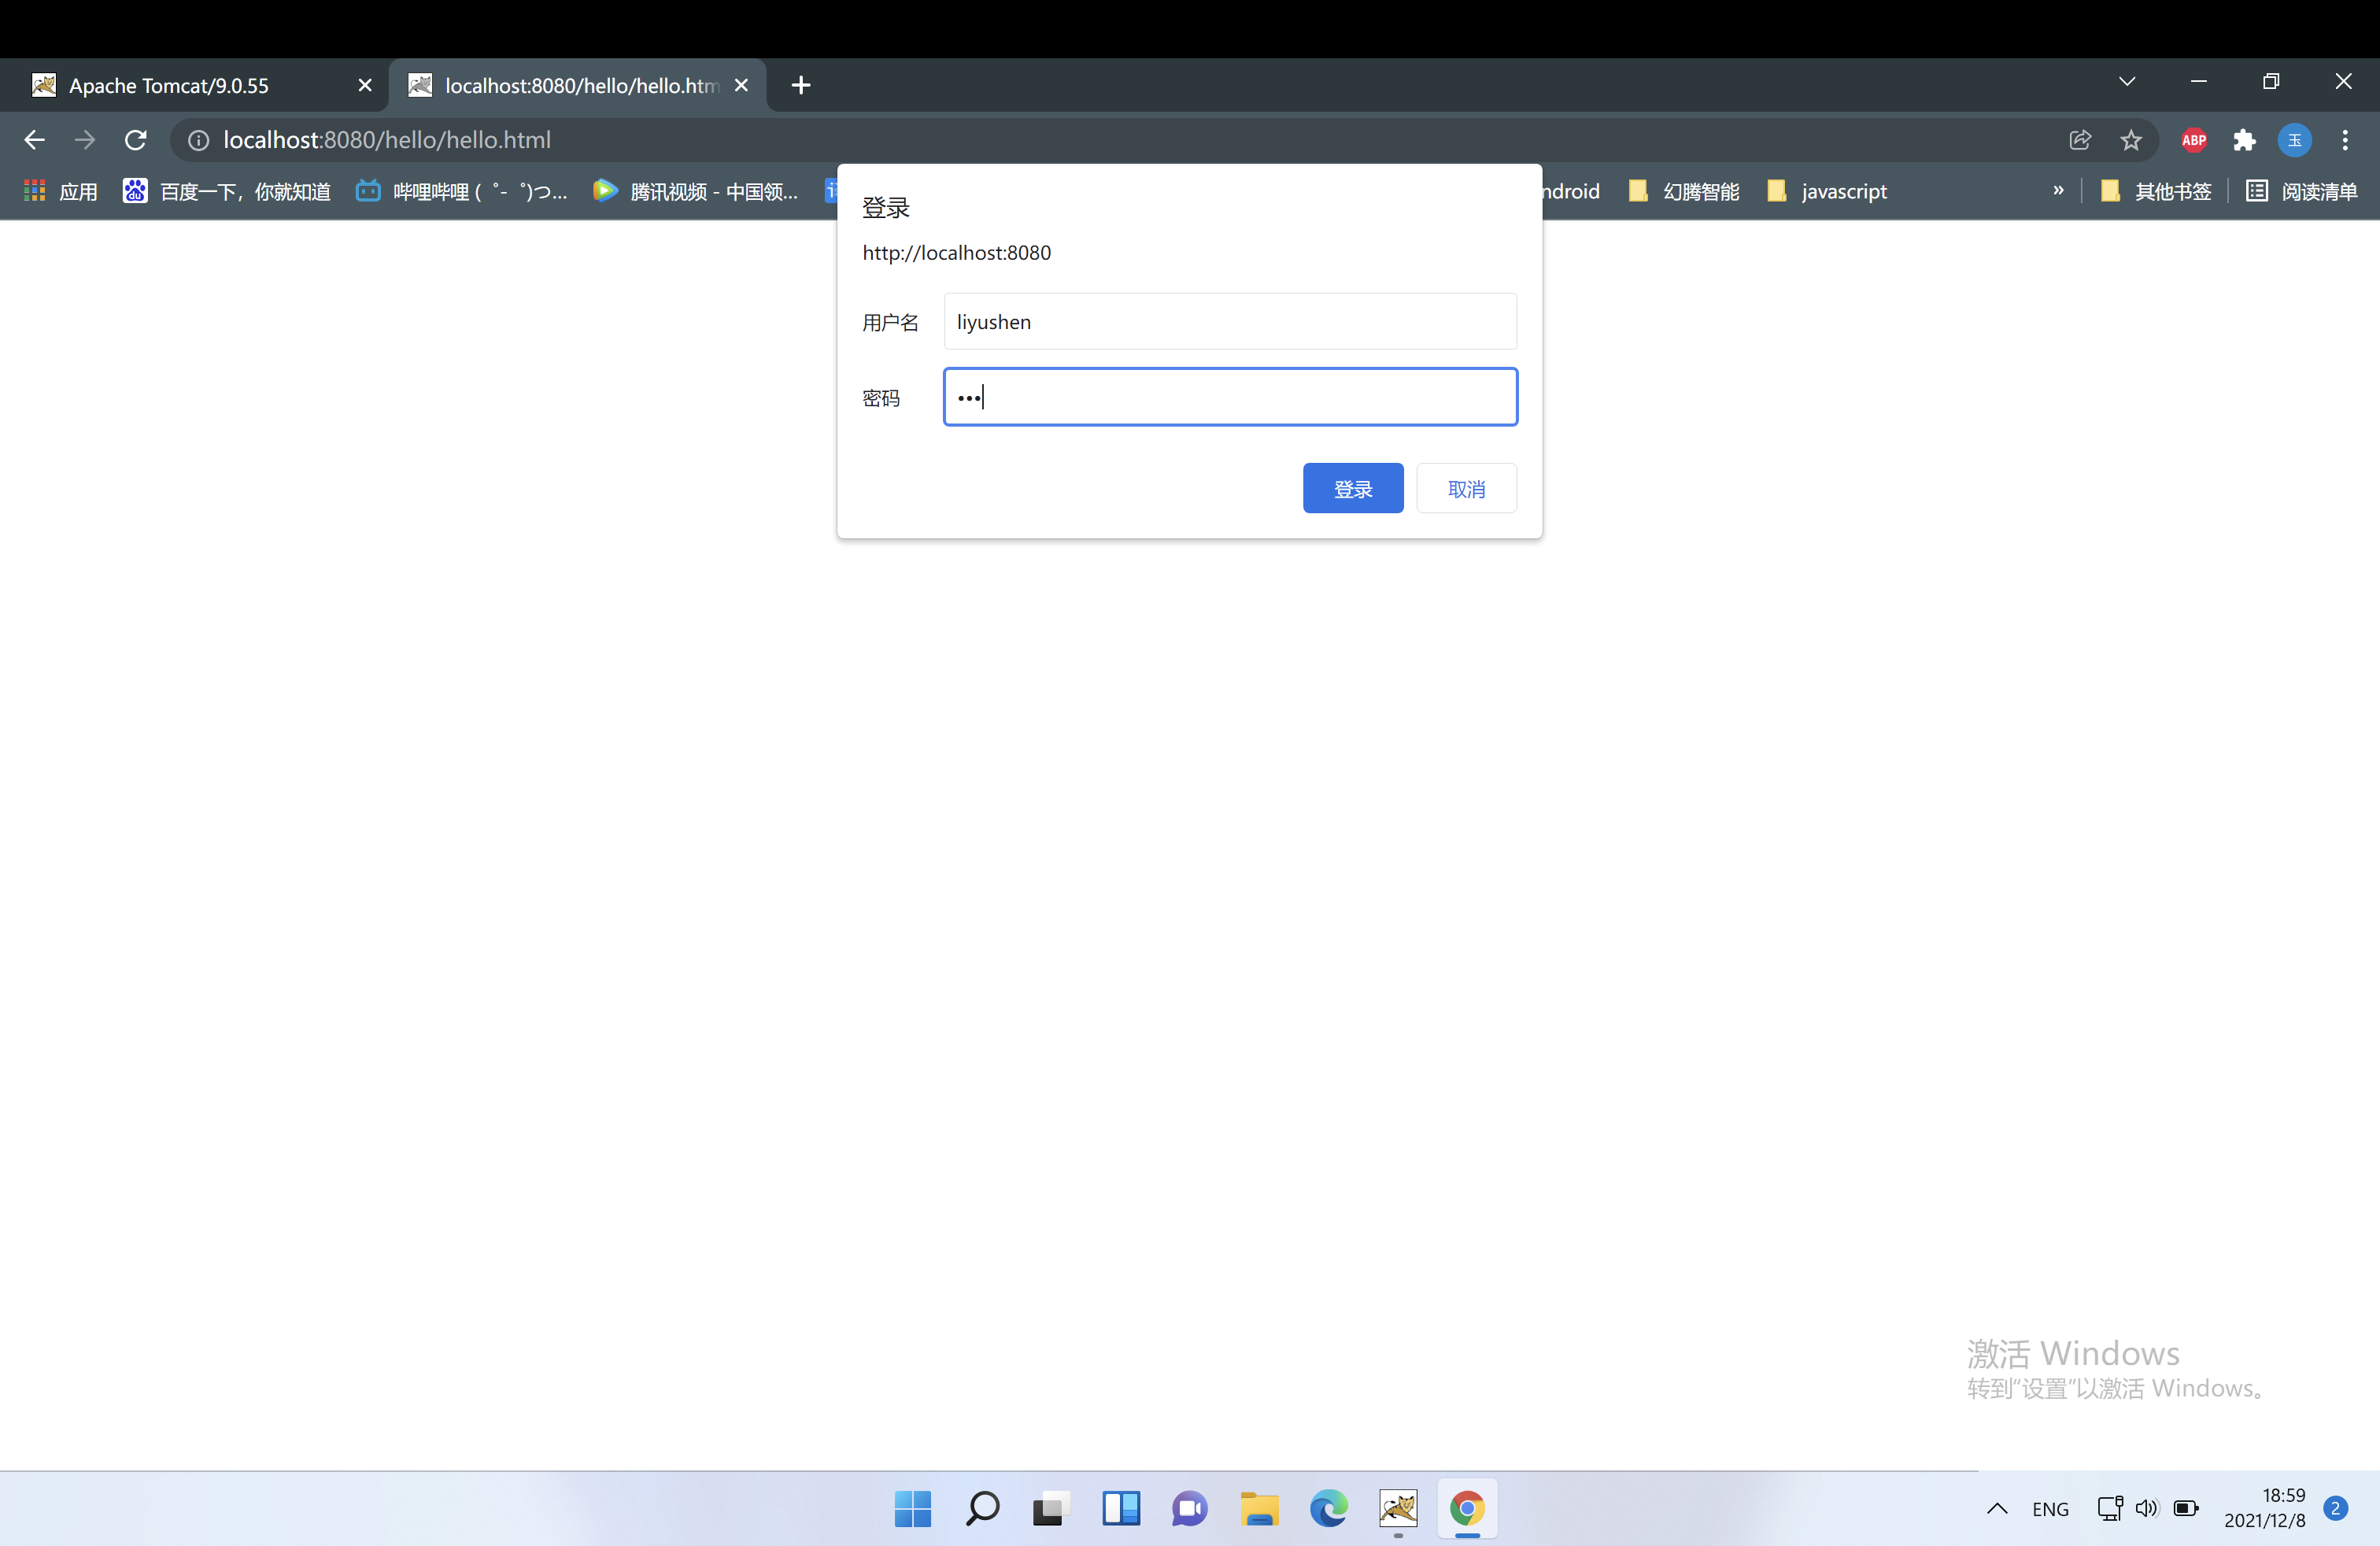 Apache Tomcat/9.0.55
localhost:8080/hello/hello.htm
localhost:8080/hello/hello.html
ABP
玉
应用
百度一下，你就知道
哔哩哔哩 (゜-゜)つ...
腾讯视频 - 中国领...
ndroid
幻腾智能
javascript
»
其他书签
阅读清单
登录
http://localhost:8080
用户名
liyushen
密码
•••
登录
取消
激活 Windows
转到"设置"以激活 Windows。
ENG
18:59
2021/12/8
2